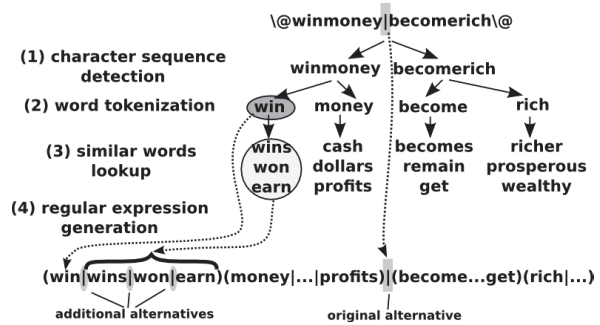 \@winmoney|becomerich\@
(1) character sequence
detection
winmoney becomerich
(2) word tokenization
win money become rich
(3) similar words
lookup
wins cash becomes richer
won dollars remain prosperous
earn profits get wealthy
(4) regular expression
generation
(win|wins|won|earn)(money|...|profits)|(become...get)(rich|...)
additional alternatives
original alternative